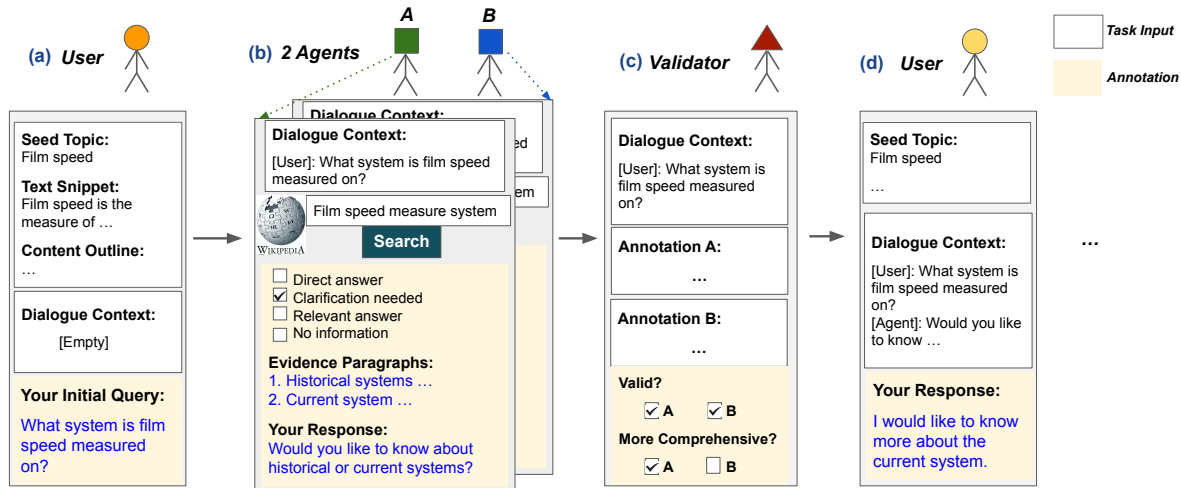 (a) User
Seed Topic:
Film speed
Text Snippet:
Film speed is the
measure of …
Content Outline:
…
Dialogue Context:
[Empty]
Your Initial Query:
What system is film
speed measured
on?
A
B
(b) 2 Agents
Dialogue Context:
ed
em
Dialogue Context:
[User]: What system is film speed
measured on?
WIKIPEDIA
Film speed measure system
Search
Direct answer
Clarification needed
Relevant answer
No information
Evidence Paragraphs:
1. Historical systems …
2. Current system …
Your Response:
Would you like to know about
historical or current systems?
(c) Validator
Dialogue Context:
[User]: What system is
film speed measured
on?
Annotation A:
…
Annotation B:
…
Valid?
A B
More Comprehensive?
A B
(d) User
Seed Topic:
Film speed
…
Dialogue Context:
[User]: What system is
film speed measured
on?
[Agent]: Would you like
to know …
Your Response:
I would like to know
more about the
current system.
…
Task Input
Annotation